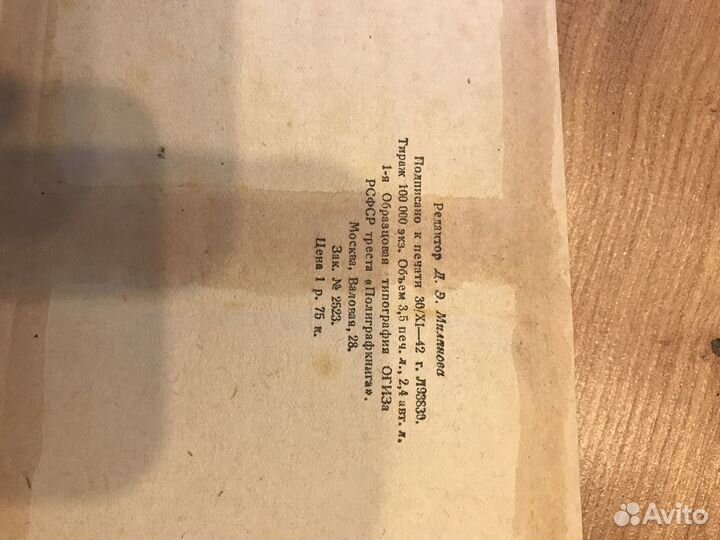 Редактор Д. Э. Миланова
Подписано к печати 30/XI—42 г. Л93839.
Тираж 100 000 экз. Объем 3,5 печ. л., 2,4 авт. л.
1-я Образцовая типография ОГИЗа
РСФСР треста «Полиграфкнига».
Москва, Валовая, 28.
Зак. № 2523.
Цена 1 р. 75 к.
Avito